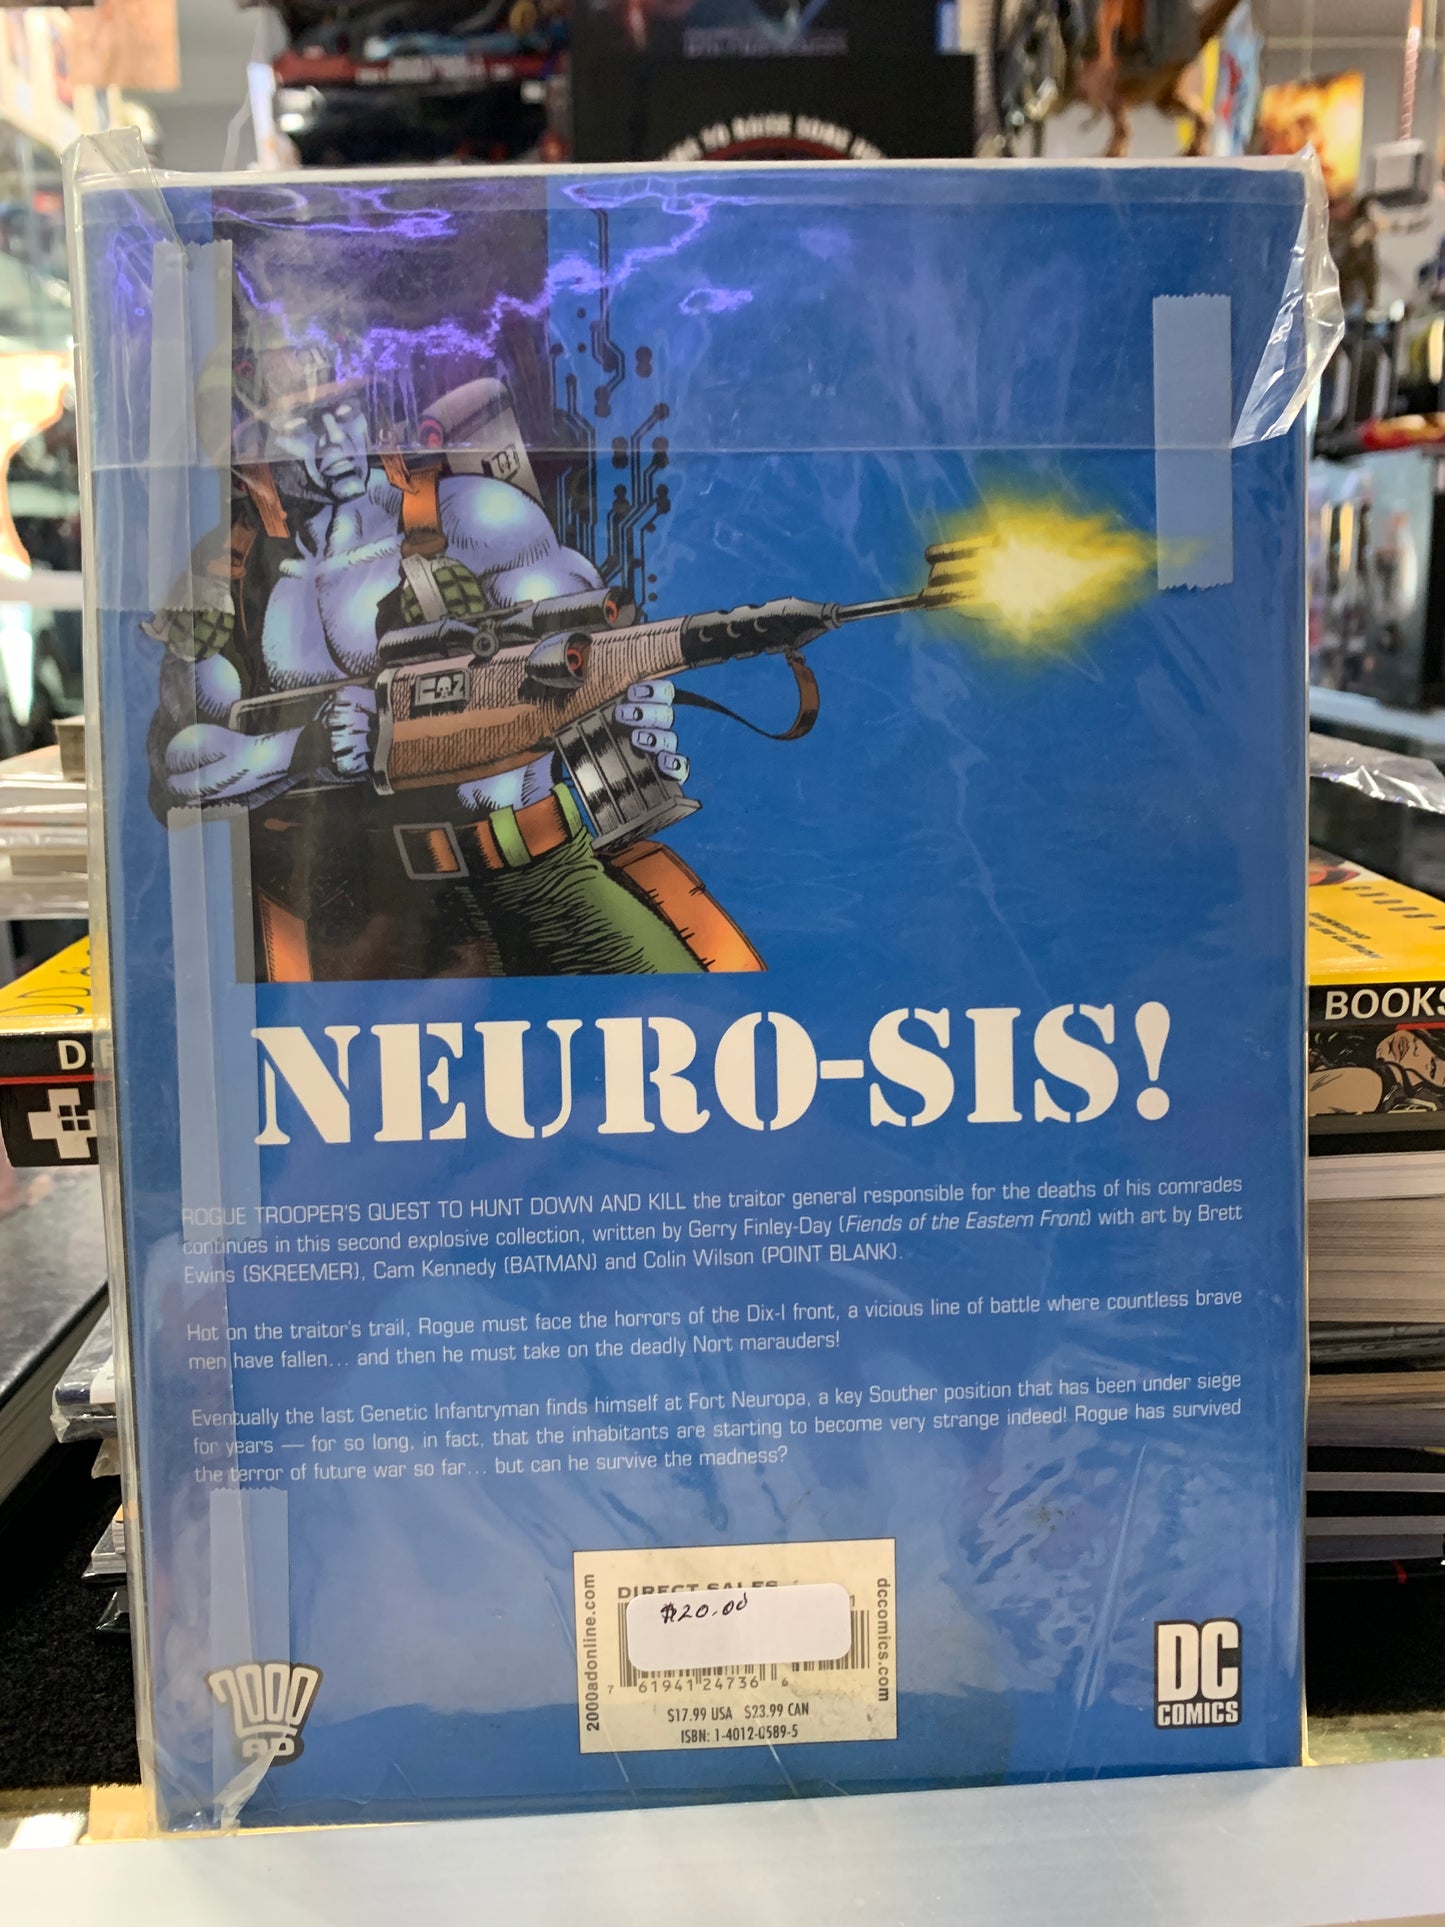 NEURO-SIS!
ROGUE TROOPER'S QUEST TO HUNT DOWN AND KILL the traitor general responsible for the deaths of his comrades
continues in this second explosive collection, written by Gerry Finley-Day (Fiends of the Eastern Front) with art by Brett
Ewins (SKREEMER), Cam Kennedy (BATMAN) and Colin Wilson (POINT BLANK).
Hot on the traitor's trail, Rogue must face the horrors of the Dix-I front, a vicious line of battle where countless brave
men have fallen... and then he must take on the deadly Nort marauders!
Eventually the last Genetic Infantryman finds himself at Fort Neuropa, a key Souther position that has been under siege
for years — for so long, in fact, that the inhabitants are starting to become very strange indeed! Rogue has survived
the terror of future war so far... but can he survive the madness?
2000adonline.com
DIRECT SALES
$20.00
dccomics.com
7 61941 24736 6
$17.99 USA $23.99 CAN
ISBN: 1-4012-0589-5
2000
AD
DC
COMICS
BOOKS